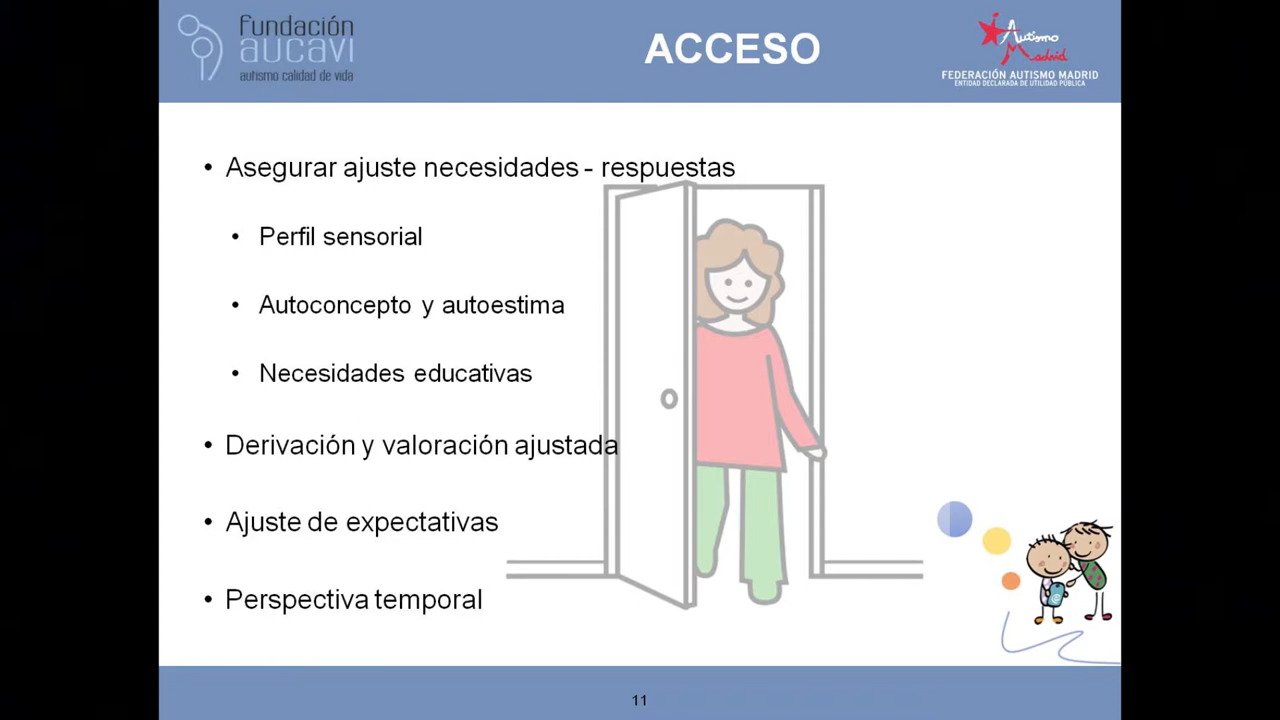 fundación
aucavi
autismo calidad de vida
ACCESO
Autismo
Madrid
FEDERACIÓN AUTISMO MADRID
ENTIDAD DECLARADA DE UTILIDAD PÚBLICA
• Asegurar ajuste necesidades - respuestas
• Perfil sensorial
• Autoconcepto y autoestima
• Necesidades educativas
• Derivación y valoración ajustada
• Ajuste de expectativas
• Perspectiva temporal
11